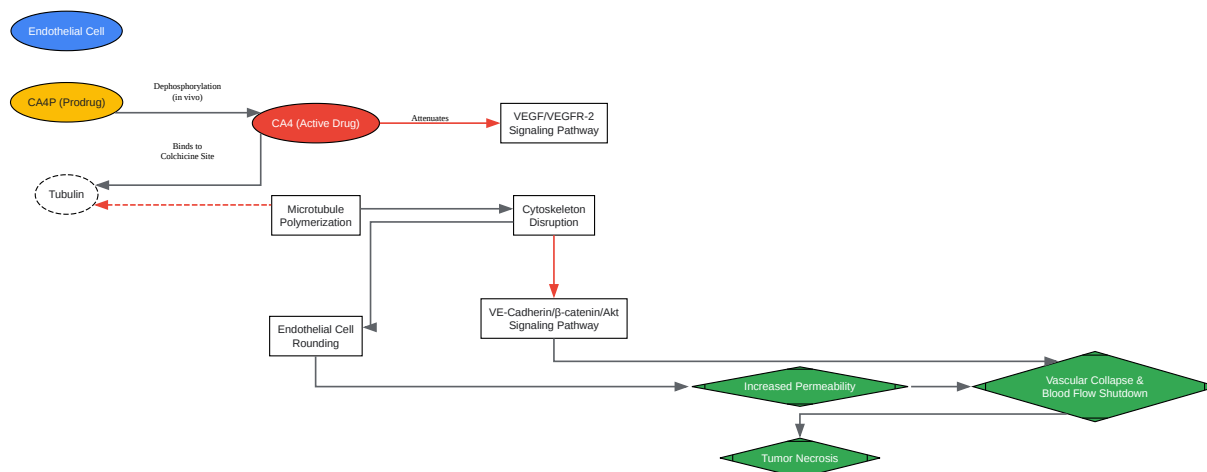 Endothelial Cell
CA4P (Prodrug)
Dephosphorylation
(in vivo)
CA4 (Active Drug)
Attenuates
VEGF/VEGFR-2
Signaling Pathway
Binds to
Colchicine Site
Tubulin
Microtubule
Polymerization
Cytoskeleton
Disruption
VE-Cadherin/β-catenin/Akt
Signaling Pathway
Endothelial Cell
Rounding
Increased Permeability
Vascular Collapse &
Blood Flow Shutdown
Tumor Necrosis